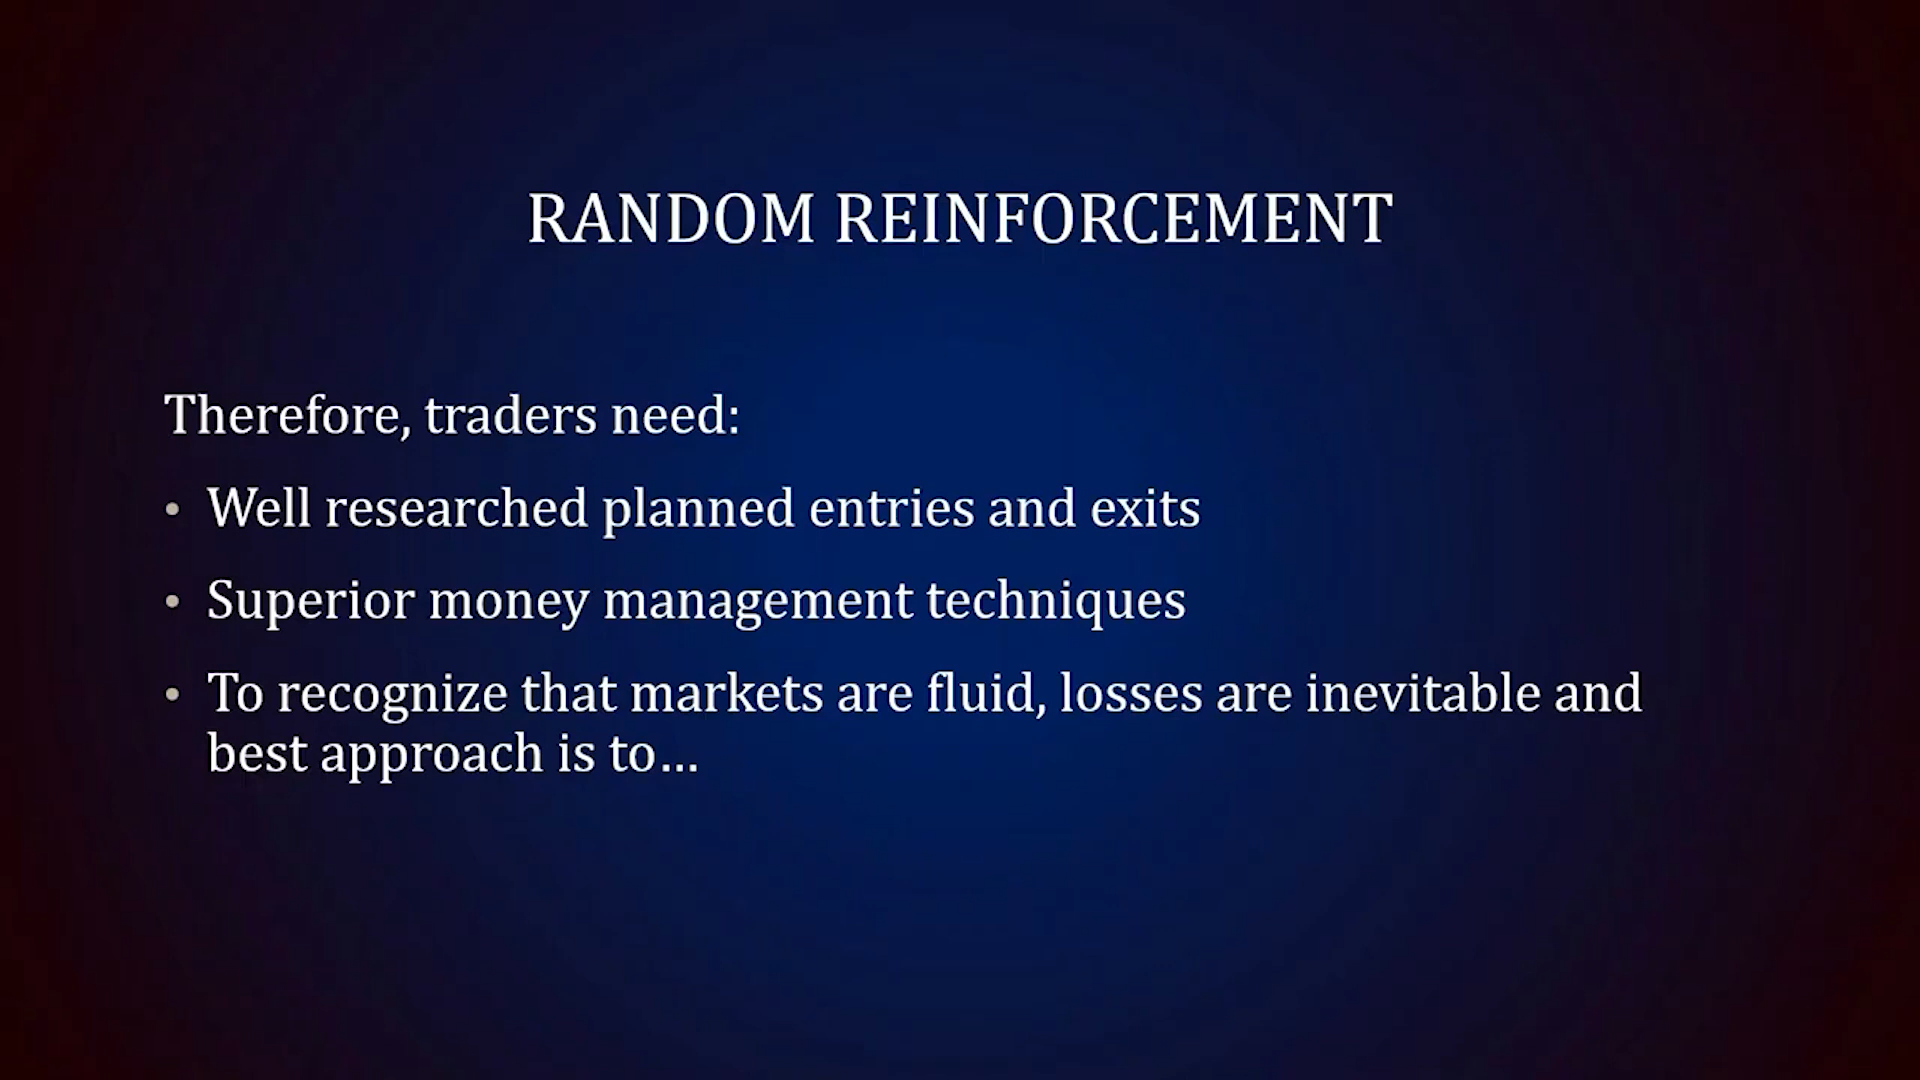 RANDOM REINFORCEMENT
Therefore, traders need:
• Well researched planned entries and exits
• Superior money management techniques
• To recognize that markets are fluid, losses are inevitable and
best approach is to…